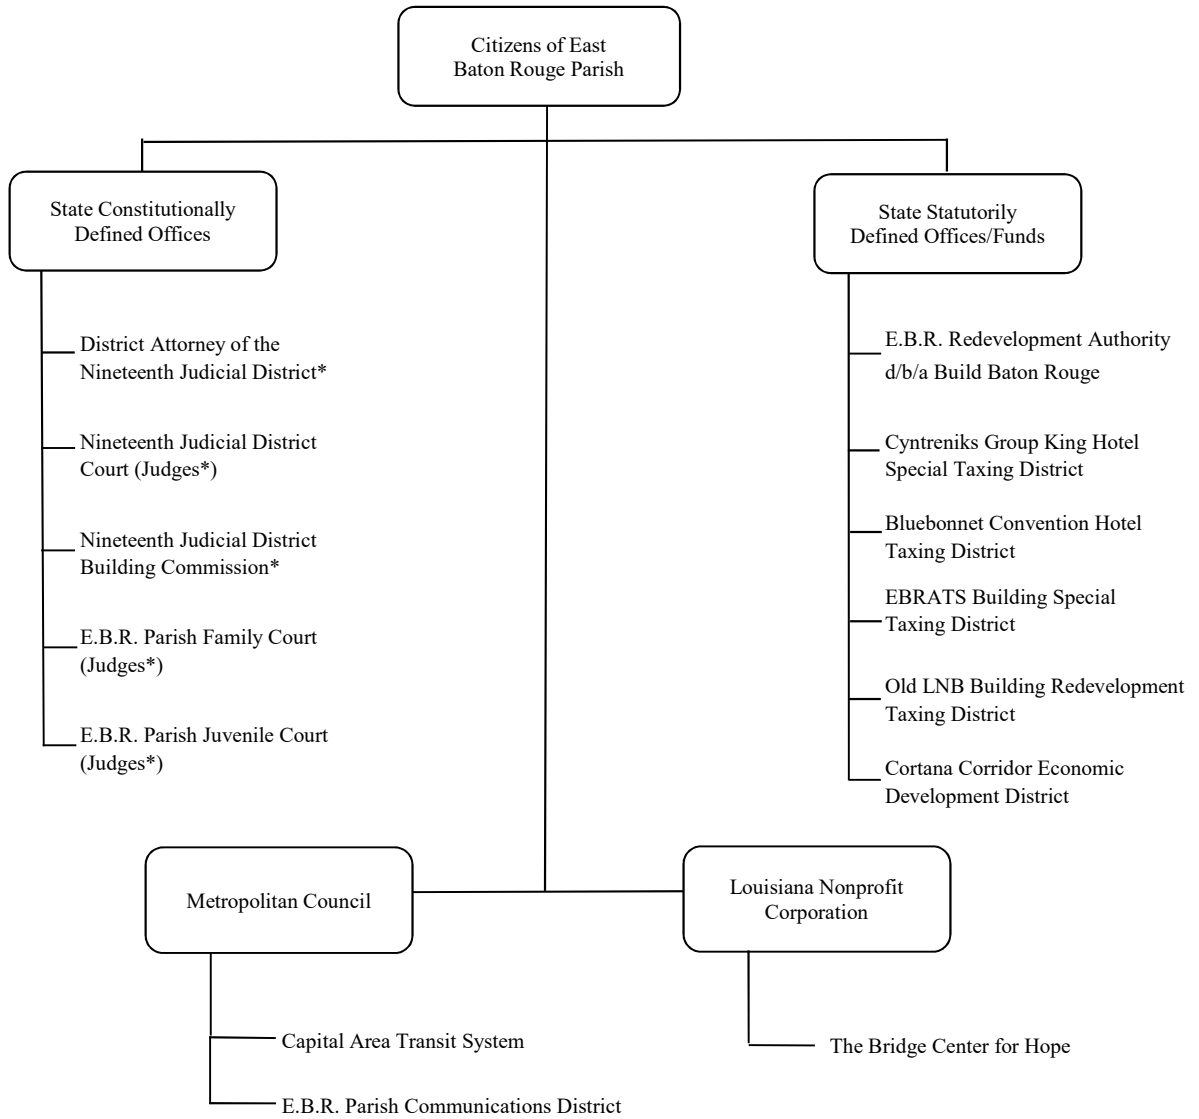 Citizens of East
Baton Rouge Parish
State Constitutionally
Defined Offices
District Attorney of the
Nineteenth Judicial District*
Nineteenth Judicial District
Court (Judges*)
Nineteenth Judicial District
Building Commission*
E.B.R. Parish Family Court
(Judges*)
E.B.R. Parish Juvenile Court
(Judges*)
State Statutorily
Defined Offices/Funds
E.B.R. Redevelopment Authority
d/b/a Build Baton Rouge
Cyntreniks Group King Hotel
Special Taxing District
Bluebonnet Convention Hotel
Taxing District
EBRATS Building Special
Taxing District
Old LNB Building Redevelopment
Taxing District
Cortana Corridor Economic
Development District
Metropolitan Council
Capital Area Transit System
E.B.R. Parish Communications District
Louisiana Nonprofit
Corporation
The Bridge Center for Hope